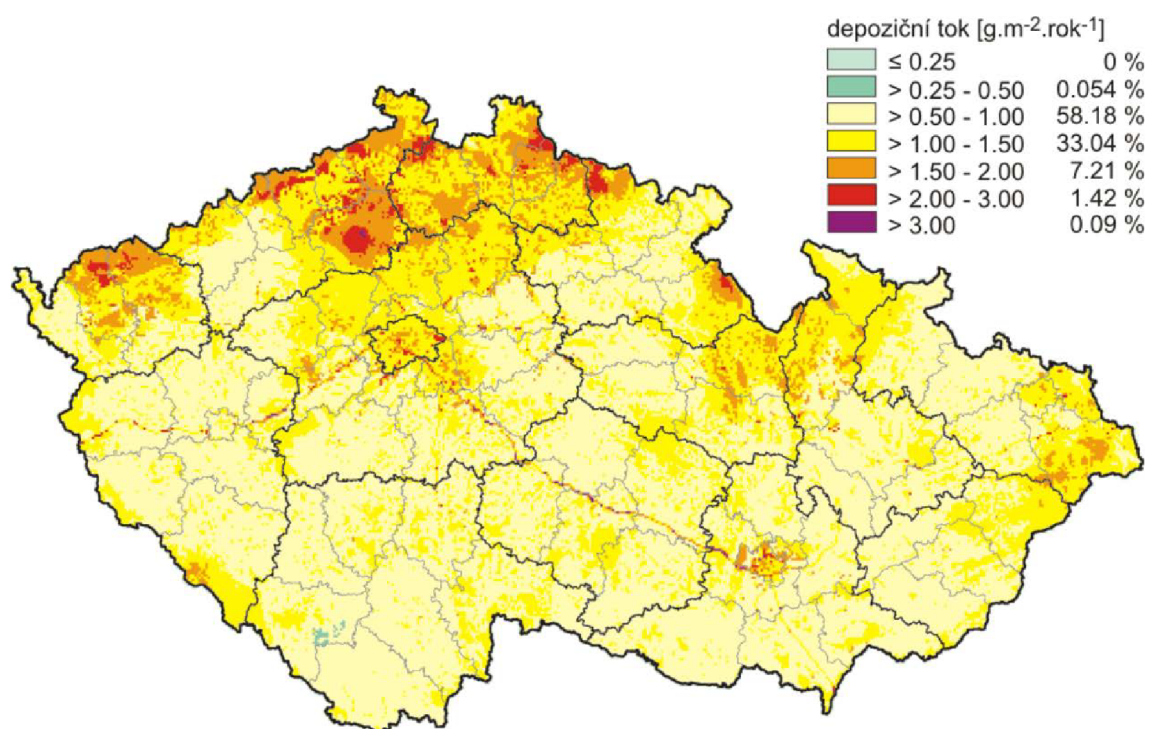 depoziční tok [g.m-2.rok-1]
≤ 0.25 0 %
> 0.25 - 0.50 0.054 %
> 0.50 - 1.00 58.18 %
> 1.00 - 1.50 33.04 %
> 1.50 - 2.00 7.21 %
> 2.00 - 3.00 1.42 %
> 3.00 0.09 %